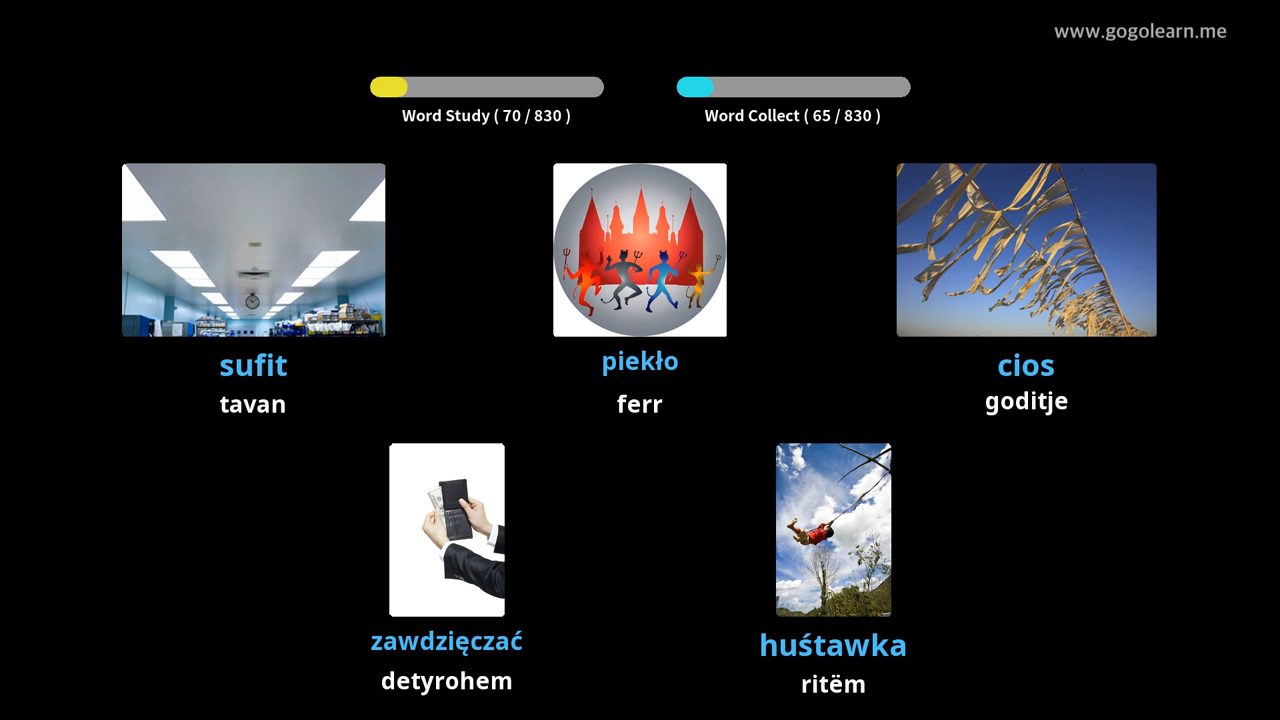 www.gogolearn.me
Word Study ( 70 / 830 )
Word Collect ( 65 / 830 )
sufit
tavan
piekło
ferr
cios
goditje
zawdzięczać
detyrohem
huśtawka
ritëm